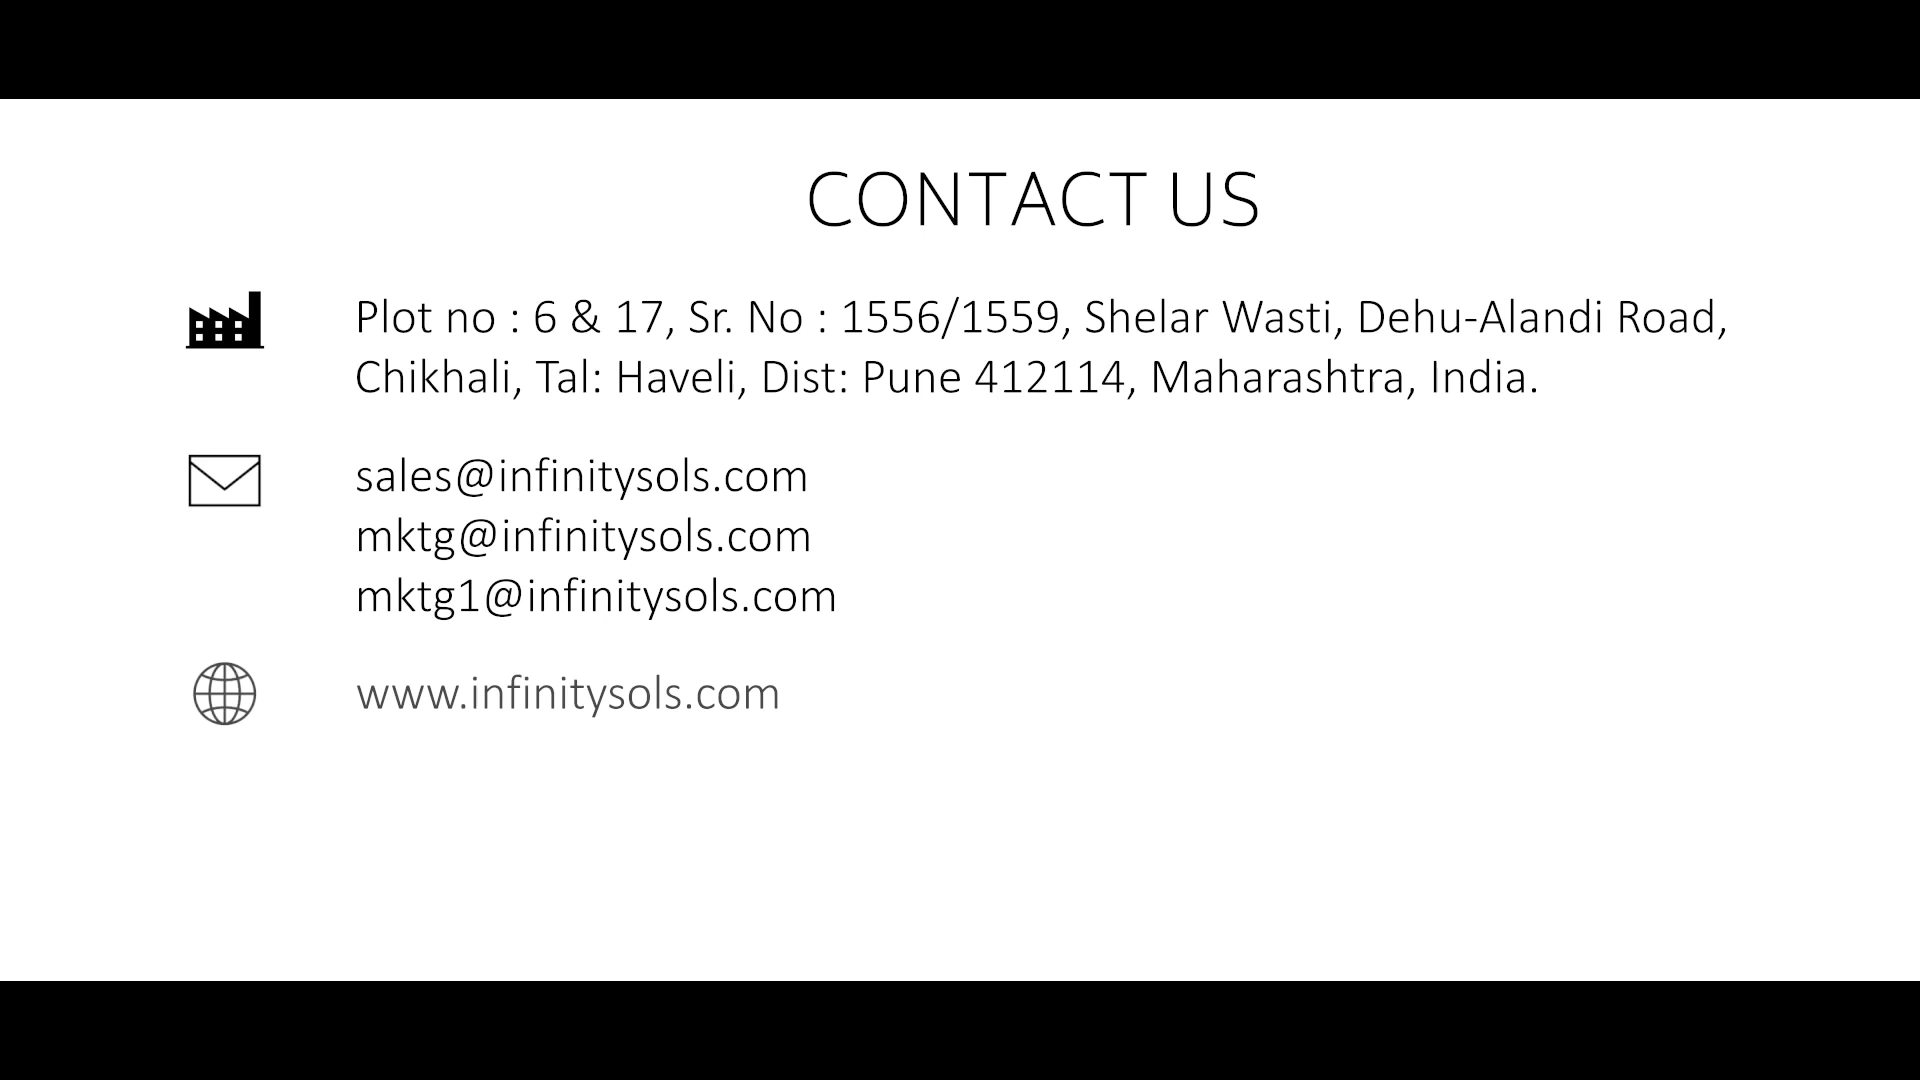 CONTACT US
Plot no : 6 & 17, Sr. No : 1556/1559, Shelar Wasti, Dehu-Alandi Road,
Chikhali, Tal: Haveli, Dist: Pune 412114, Maharashtra, India.
sales@infinitysols.com
mktg@infinitysols.com
mktg1@infinitysols.com
www.infinitysols.com